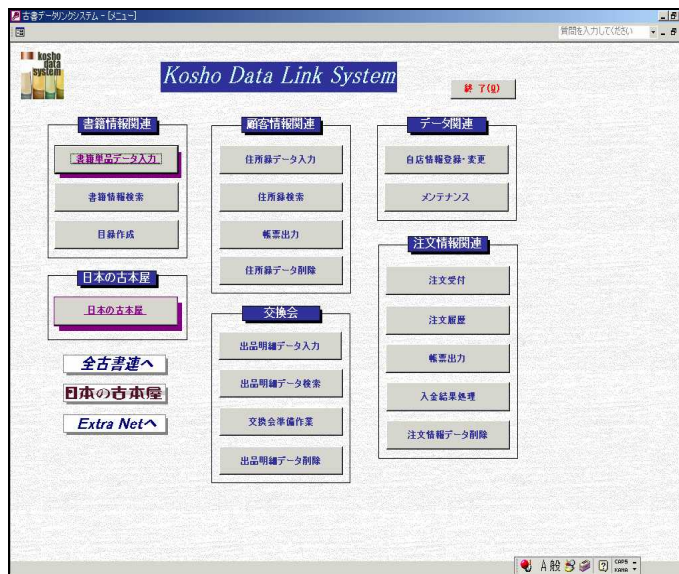 古書データリンクシステム - [メニュー]
質問を入力してください
kosho
data
system
Kosho Data Link System
終 了(Q)
書籍情報関連
書籍単品データ入力
書籍情報検索
目録作成
日本の古本屋
日本の古本屋
全古書連へ
日本の古本屋
Extra Netへ
顧客情報関連
住所録データ入力
住所録検索
帳票出力
住所録データ削除
交換会
出品明細データ入力
出品明細データ検索
交換会準備作業
出品明細データ削除
データ関連
自店情報登録・変更
メンテナンス
注文情報関連
注文受付
注文履歴
帳票出力
入金結果処理
注文情報データ削除
A 般
CAPS
KANA